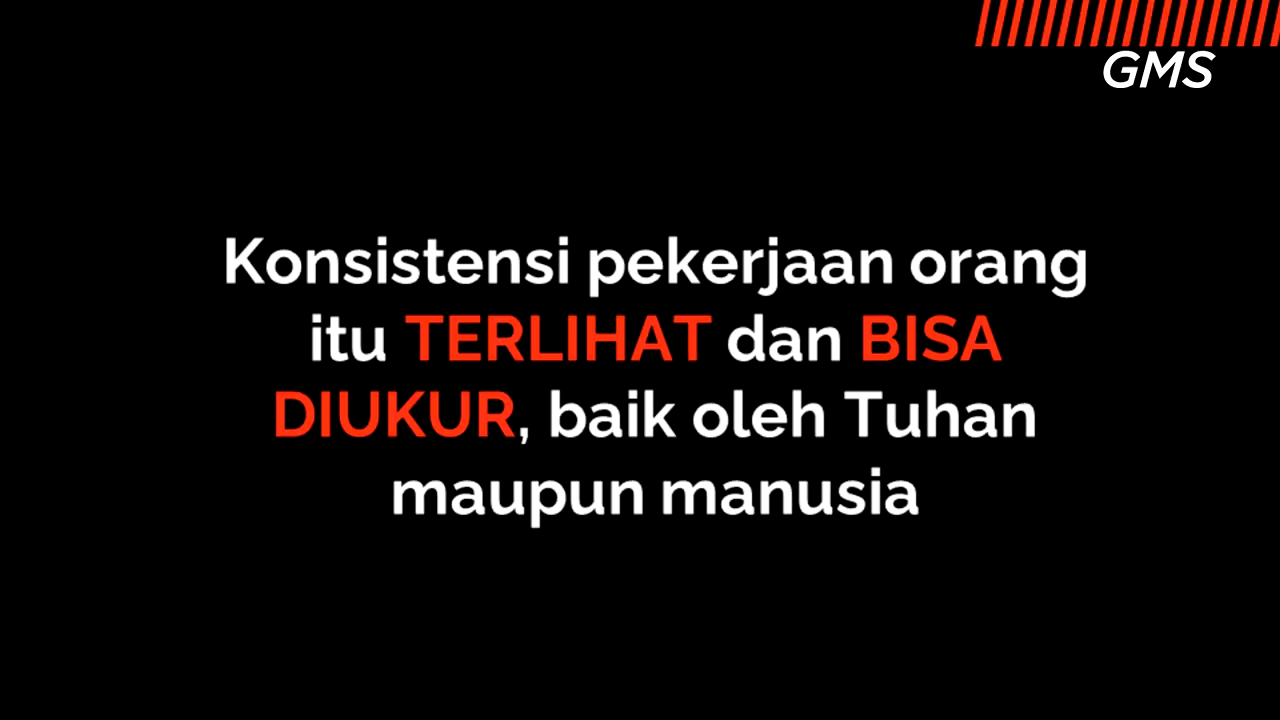 GMS
Konsistensi pekerjaan orang
itu TERLIHAT dan BISA
DIUKUR, baik oleh Tuhan
maupun manusia